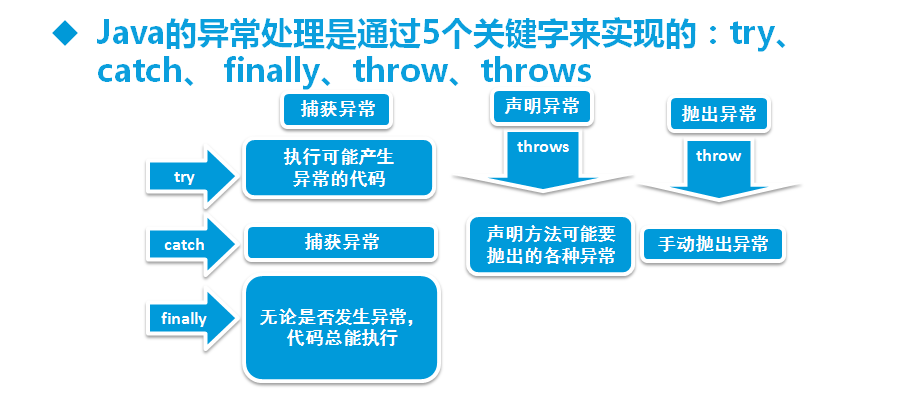 Java的异常处理是通过5个关键字来实现的：try、
catch、 finally、throw、throws
捕获异常
try
执行可能产生
异常的代码
catch
捕获异常
finally
无论是否发生异常，
代码总能执行
声明异常
throws
声明方法可能要
抛出的各种异常
抛出异常
throw
手动抛出异常